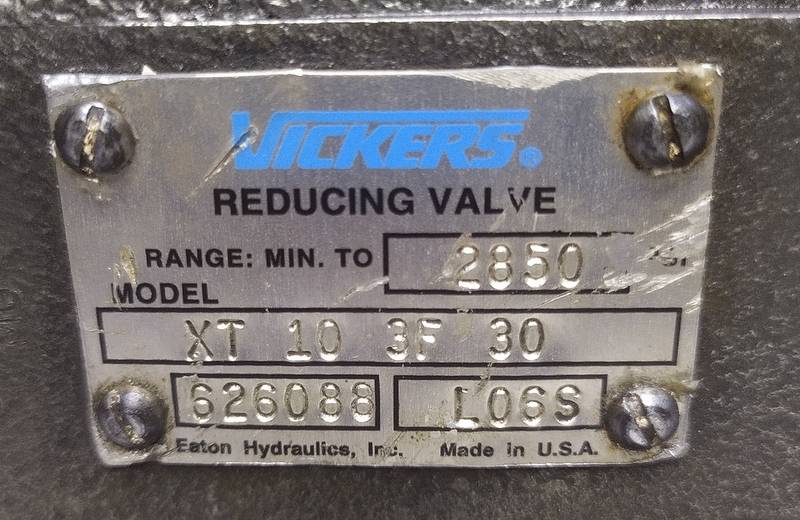 VICKERS®
REDUCING VALVE
RANGE: MIN. TO 2850 PSI
MODEL
XT 10 3F 30
626088 L06S
Eaton Hydraulics, Inc. Made in U.S.A.